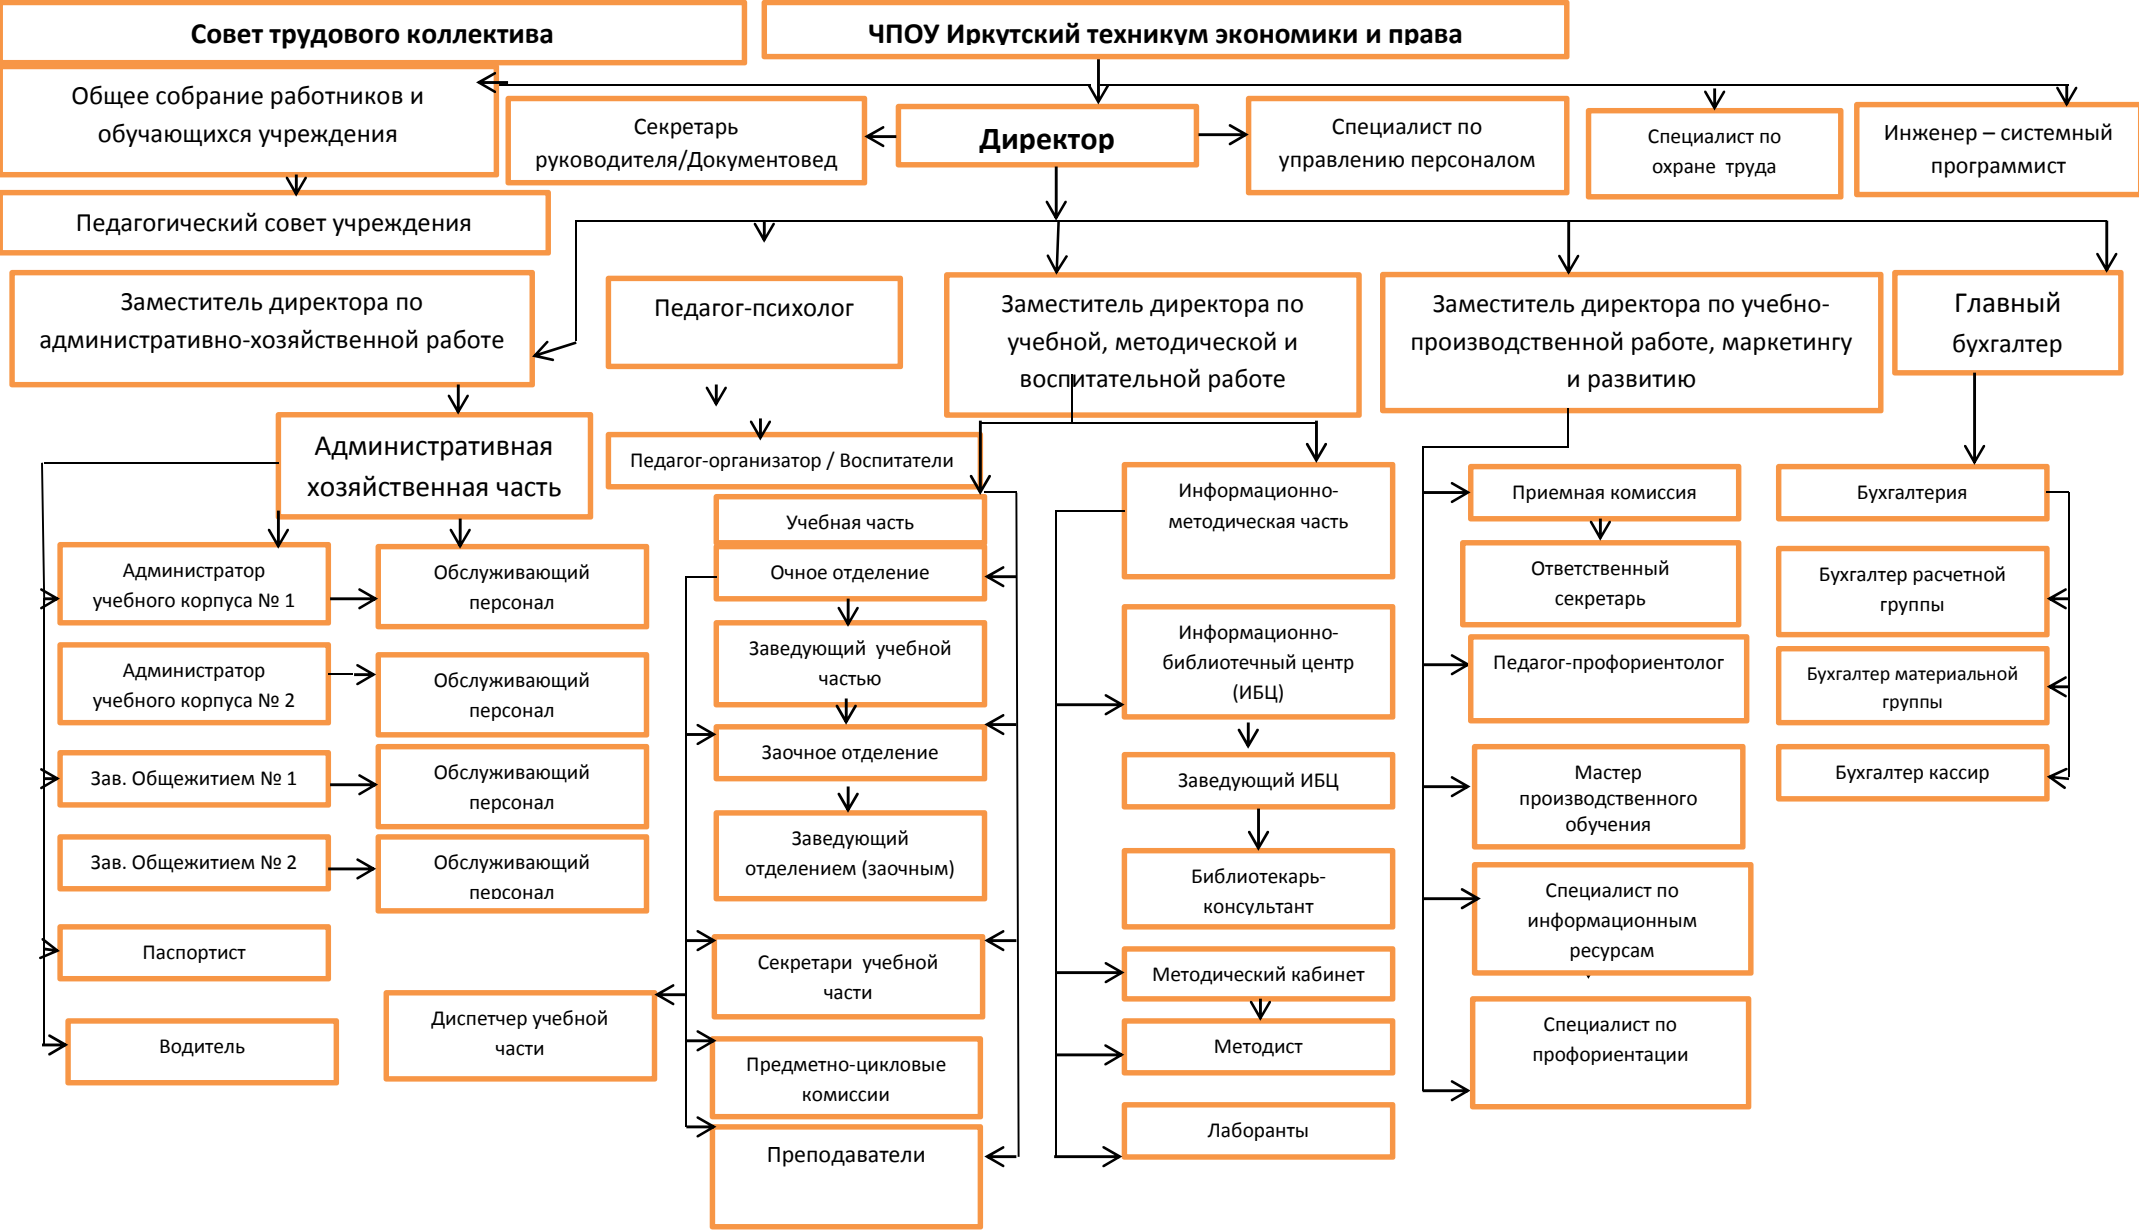 Совет трудового коллектива
ЧПОУ Иркутский техникум экономики и права
Общее собрание работников и
обучающихся учреждения
Секретарь
руководителя/Документовед
Директор
Специалист по
управлению персоналом
Специалист по
охране труда
Инженер – системный
программист
Педагогический совет учреждения
Заместитель директора по
административно-хозяйственной работе
Педагог-психолог
Заместитель директора по
учебной, методической и
воспитательной работе
Заместитель директора по учебно-
производственной работе, маркетингу
и развитию
Главный
бухгалтер
Административная
хозяйственная часть
Педагог-организатор / Воспитатели
Администратор
учебного корпуса № 1
Обслуживающий
персонал
Администратор
учебного корпуса № 2
Обслуживающий
персонал
Зав. Общежитием № 1
Обслуживающий
персонал
Зав. Общежитием № 2
Обслуживающий
персонал
Паспортист
Водитель
Диспетчер учебной
части
Учебная часть
Очное отделение
Заведующий учебной
частью
Заочное отделение
Заведующий
отделением (заочным)
Секретари учебной
части
Предметно-цикловые
комиссии
Преподаватели
Информационно-
методическая часть
Информационно-
библиотечный центр
(ИБЦ)
Заведующий ИБЦ
Библиотекарь-
консультант
Методический кабинет
Методист
Лаборанты
Приемная комиссия
Ответственный
секретарь
Педагог-профориентолог
Мастер
производственного
обучения
Специалист по
информационным
ресурсам
Специалист по
профориентации
Бухгалтерия
Бухгалтер расчетной
группы
Бухгалтер материальной
группы
Бухгалтер кассир